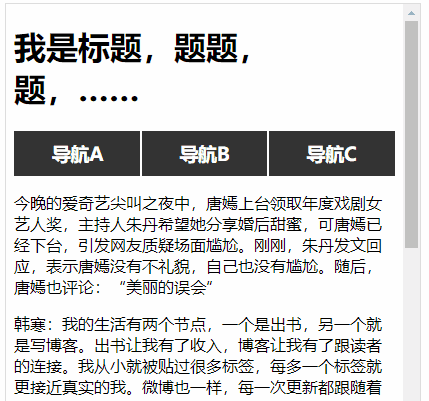 我是标题，题题，
题，……
导航A 导航B 导航C
今晚的爱奇艺尖叫之夜中，唐嫣上台领取年度戏剧女
艺人奖，主持人朱丹希望她分享婚后甜蜜，可唐嫣已
经下台，引发网友质疑场面尴尬。刚刚，朱丹发文回
应，表示唐嫣没有不礼貌，自己也没有尴尬。随后，
唐嫣也评论：“美丽的误会”
韩寒：我的生活有两个节点，一个是出书，另一个就
是写博客。出书让我有了收入，博客让我有了跟读者
的连接。我从小就被贴过很多标签，每多一个标签就
更接近真实的我。微博也一样，每一次更新都跟随着